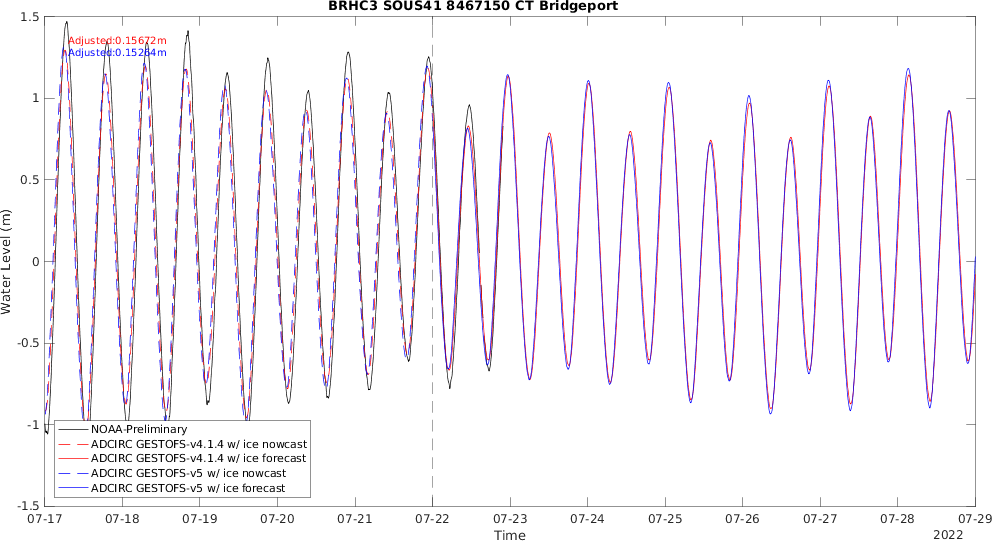 BRHC3 SOUS41 8467150 CT Bridgeport
1.5
1
0.5
0
-0.5
-1
-1.5
Water Level (m)
Adjusted:0.15672m
Adjusted:0.15264m
NOAA-Preliminary
ADCIRC GESTOFS-v4.1.4 w/ ice nowcast
ADCIRC GESTOFS-v4.1.4 w/ ice forecast
ADCIRC GESTOFS-v5 w/ ice nowcast
ADCIRC GESTOFS-v5 w/ ice forecast
07-17 07-18 07-19 07-20 07-21 07-22 07-23 07-24 07-25 07-26 07-27 07-28 07-29
Time
2022